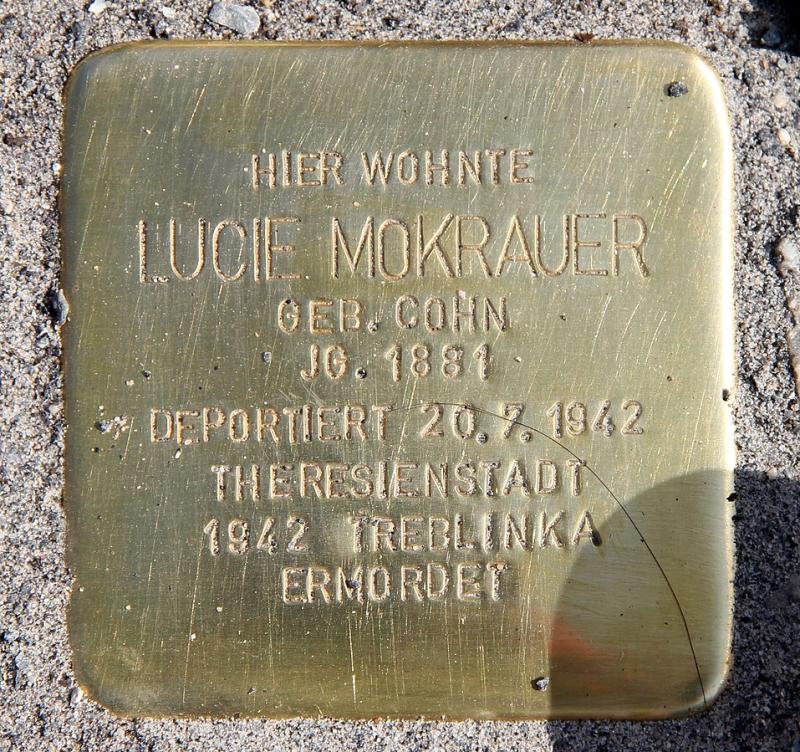 HIER WOHNTE
LUCIE MOKRAUER
GEB. COHN
JG. 1881
DEPORTIERT 20.7.1942
THERESIENSTADT
1942 TREBLINKA
ERMORDET